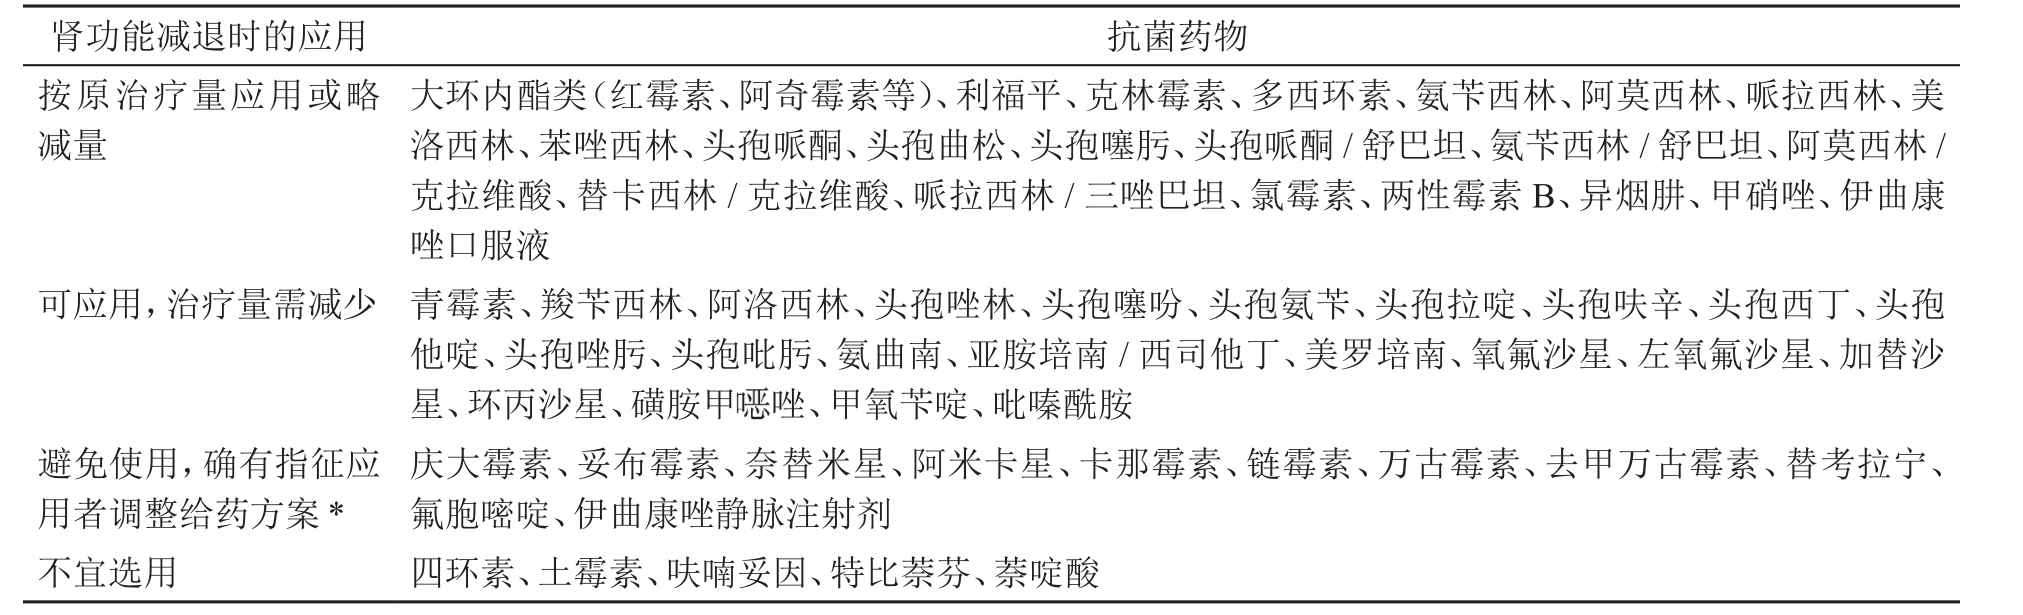 肾功能减退时的应用 抗菌药物
按原治疗量应用或略 大环内酯类(红霉素、阿奇霉素等)、利福平、克林霉素、多西环素、氨苄西林、阿莫西林、哌拉西林、美
减量 洛西林、苯唑西林、头孢哌酮、头孢曲松、头孢噻肟、头孢哌酮/舒巴坦、氨苄西林/舒巴坦、阿莫西林/
克拉维酸、替卡西林/克拉维酸、哌拉西林/三唑巴坦、氯霉素、两性霉素B、异烟肼、甲硝唑、伊曲康
唑口服液
可应用,治疗量需减少 青霉素、羧苄西林、阿洛西林、头孢唑林、头孢噻吩、头孢氨苄、头孢拉啶、头孢呋辛、头孢西丁、头孢
他啶、头孢唑肟、头孢吡肟、氨曲南、亚胺培南/西司他丁、美罗培南、氧氟沙星、左氧氟沙星、加替沙
星、环丙沙星、磺胺甲噁唑、甲氧苄啶、吡嗪酰胺
避免使用,确有指征应 庆大霉素、妥布霉素、奈替米星、阿米卡星、卡那霉素、链霉素、万古霉素、去甲万古霉素、替考拉宁、
用者调整给药方案* 氟胞嘧啶、伊曲康唑静脉注射剂
不宜选用 四环素、土霉素、呋喃妥因、特比萘芬、萘啶酸